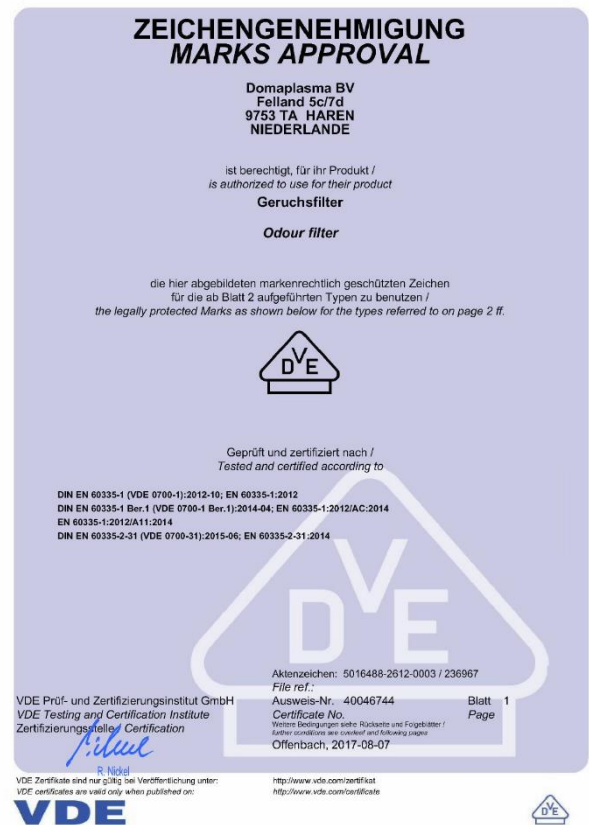 ZEICHENGENEHMIGUNG
MARKS APPROVAL
Domaplasma BV
Felland 5c/7d
9753 TA HAREN
NIEDERLANDE
ist berechtigt, für ihr Produkt /
is authorized to use for their product
Geruchsfilter
Odour filter
die hier abgebildeten markenrechtlich geschützten Zeichen
für die ab Blatt 2 aufgeführten Typen zu benutzen /
the legally protected Marks as shown below for the types referred to on page 2 ff.
DVE
Geprüft und zertifiziert nach /
Tested and certified according to
DIN EN 60335-1 (VDE 0700-1):2012-10; EN 60335-1:2012
DIN EN 60335-1 Ber.1 (VDE 0700-1 Ber.1):2014-04; EN 60335-1:2012/AC:2014
EN 60335-1:2012/A11:2014
DIN EN 60335-2-31 (VDE 0700-31):2015-06; EN 60335-2-31:2014
DVE
Aktenzeichen: 5016488-2612-0003 / 236967
File ref.:
VDE Prüf- und Zertifizierungsinstitut GmbH Ausweis-Nr. 40046744 Blatt 1
VDE Testing and Certification Institute Certificate No. Page
Zertifizierungsstelle / Certification
Weitere Bedingungen siehe Rückseite und Folgeblätter /
further conditions see overleaf and following pages
Offenbach, 2017-08-07
R. Nickel
VDE Zertifikate sind nur gültig bei Veröffentlichung unter: http://www.vde.com/zertifikat
VDE certificates are valid only when published on: http://www.vde.com/certificate
VDE
DVE